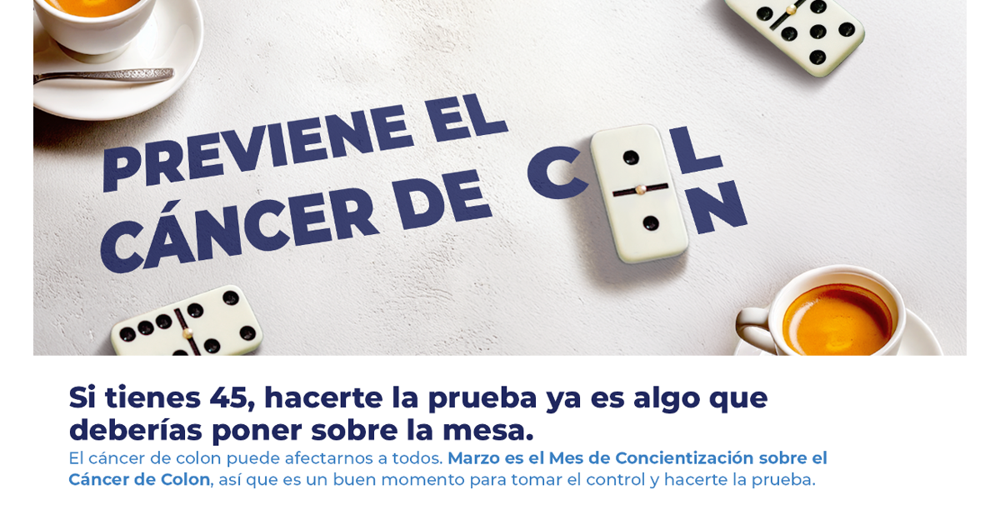 PREVIENE EL
CÁNCER DE C L
N
Si tienes 45, hacerte la prueba ya es algo que
deberías poner sobre la mesa.
El cáncer de colon puede afectarnos a todos. Marzo es el Mes de Concientización sobre el
Cáncer de Colon, así que es un buen momento para tomar el control y hacerte la prueba.